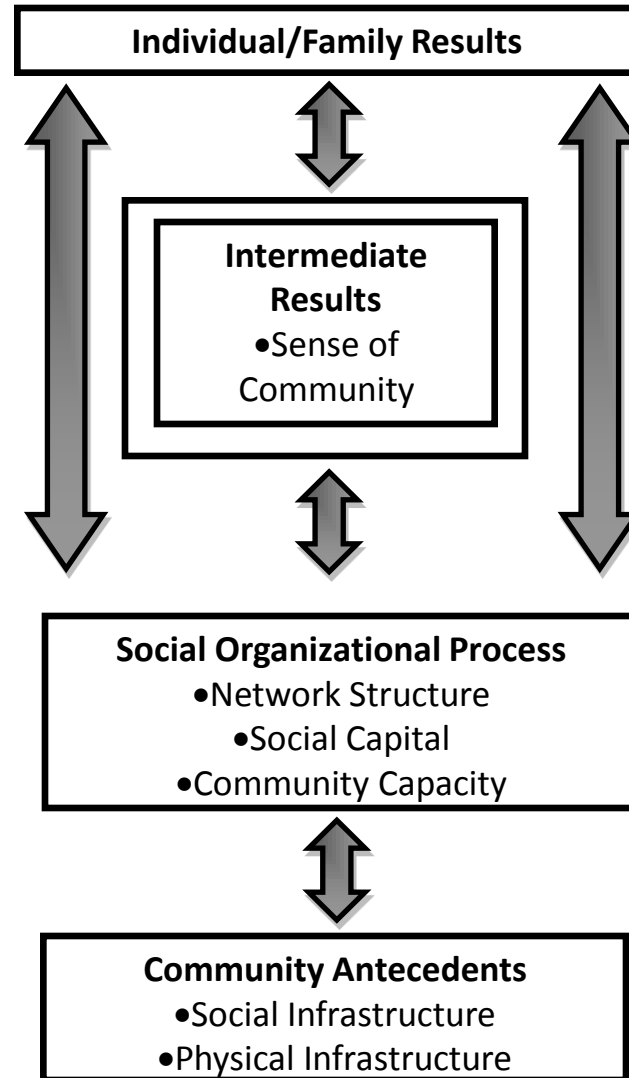 Individual/Family Results
Intermediate
Results
•Sense of
Community
Social Organizational Process
•Network Structure
•Social Capital
•Community Capacity
Community Antecedents
•Social Infrastructure
•Physical Infrastructure